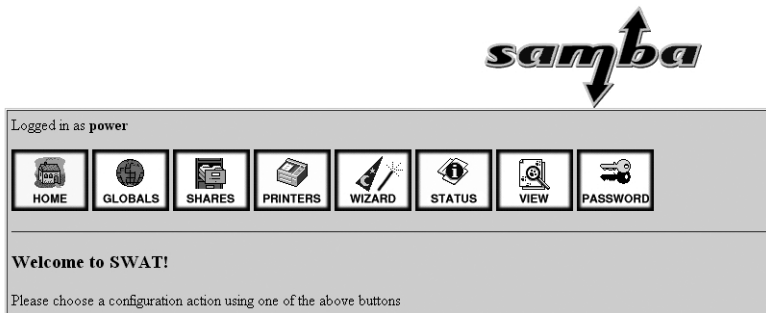 samba
Logged in as power
HOME GLOBALS SHARES PRINTERS WIZARD STATUS VIEW PASSWORD
Welcome to SWAT!
Please choose a configuration action using one of the above buttons